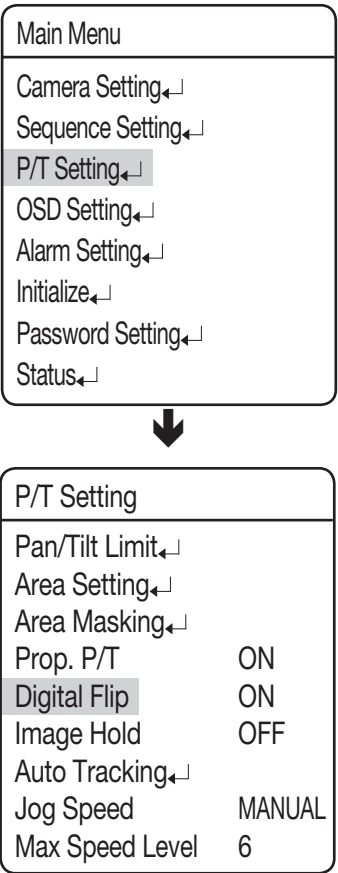 Main Menu
Camera Setting↵
Sequence Setting↵
P/T Setting↵
OSD Setting↵
Alarm Setting↵
Initialize↵
Password Setting↵
Status↵
P/T Setting
Pan/Tilt Limit↵
Area Setting↵
Area Masking↵
Prop. P/T ON
Digital Flip ON
Image Hold OFF
Auto Tracking↵
Jog Speed MANUAL
Max Speed Level 6